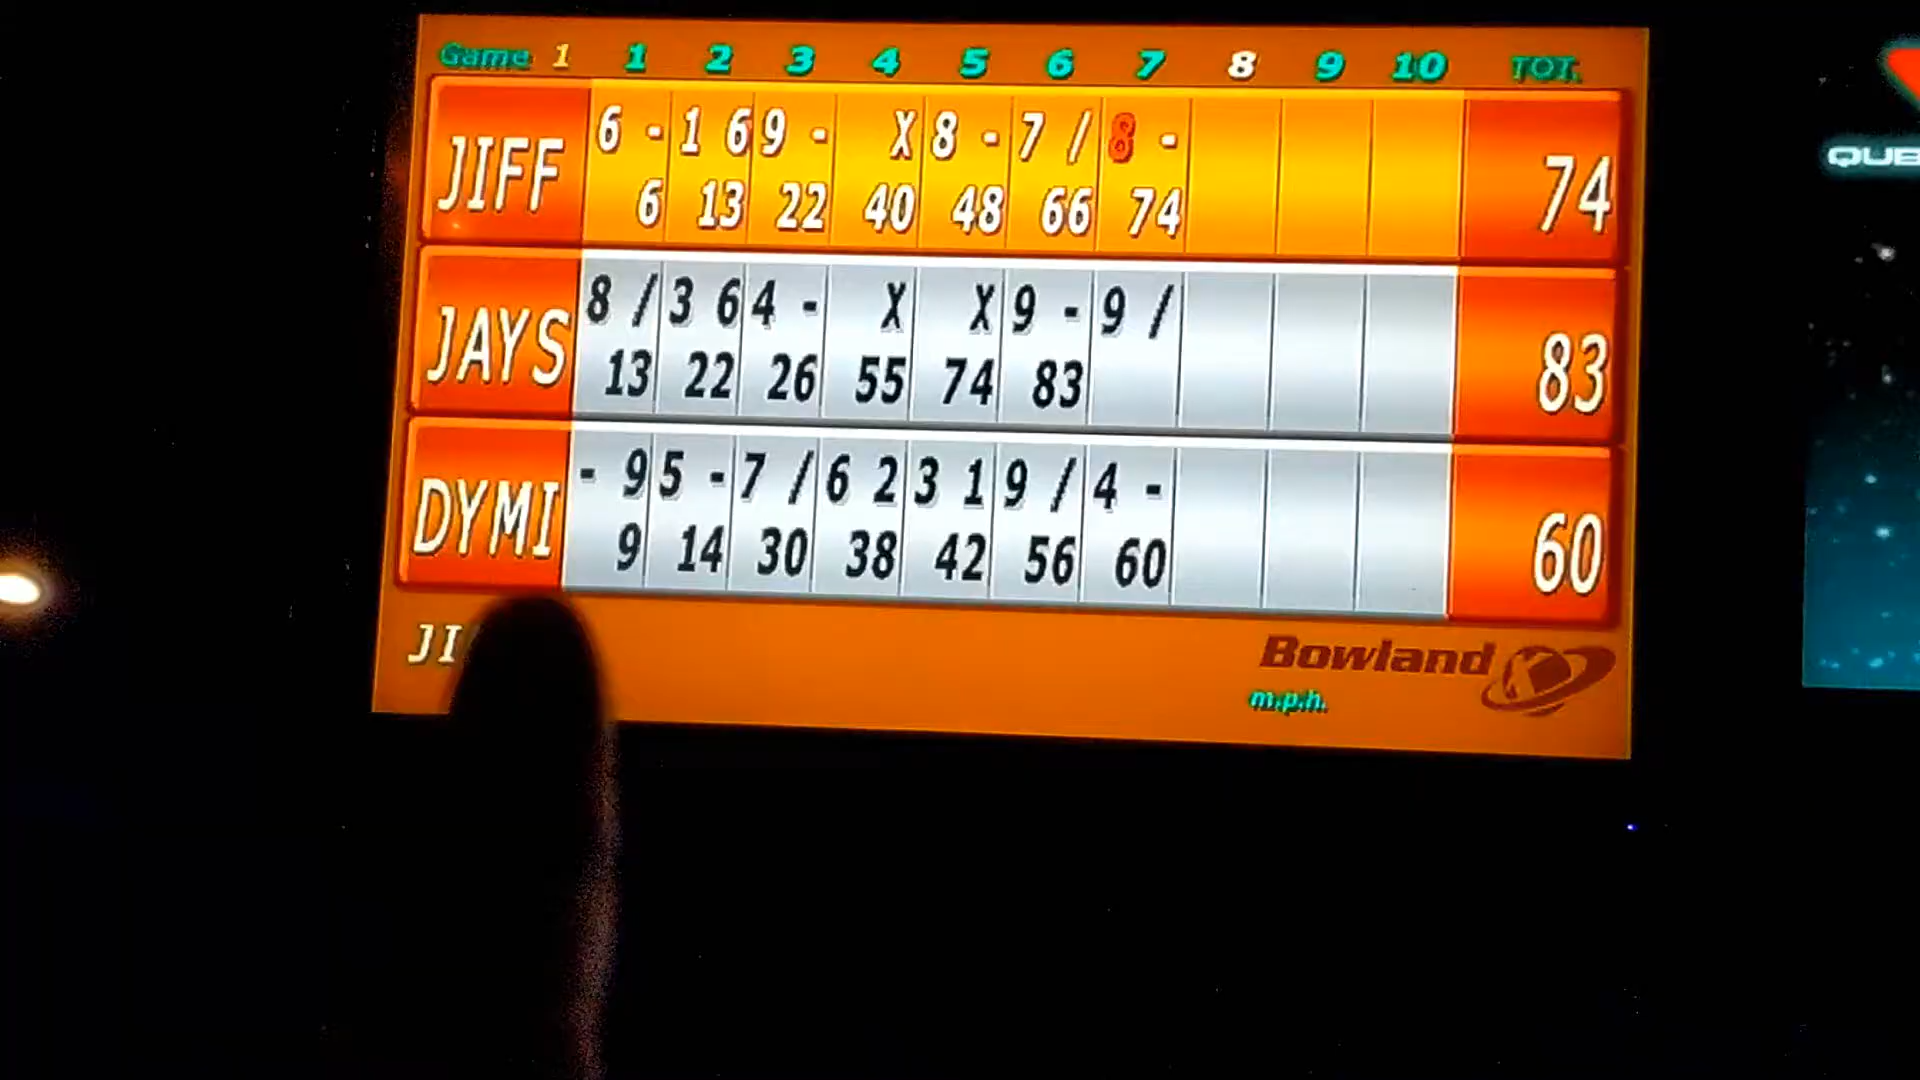 Game 1 1 2 3 4 5 6 7 8 9 10 TOT.
JIFF 6 - 1 6 9 - X 8 - 7 / 8 - 74
6 13 22 40 48 66 74
JAYS 8 / 3 6 4 - X X 9 - 9 / 83
13 22 26 55 74 83
DYMI - 9 5 - 7 / 6 2 3 1 9 / 4 - 60
9 14 30 38 42 56 60
Bowland
m.p.h.